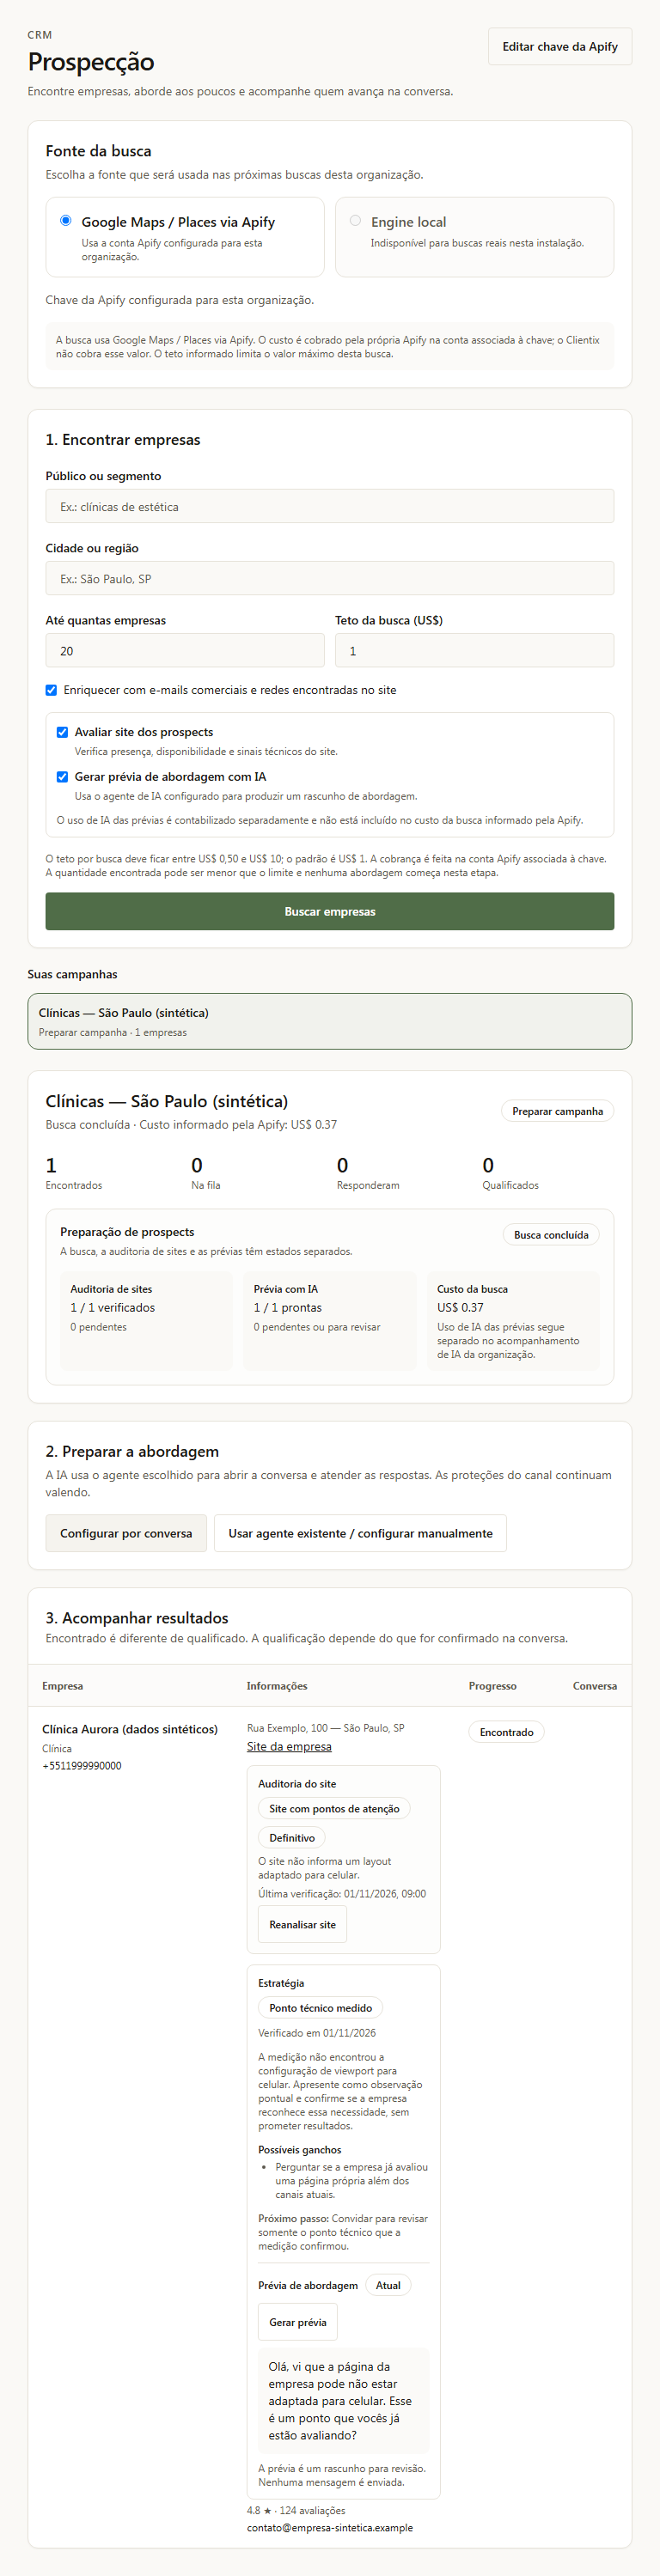 CRM
Prospecção
Editar chave da Apify
Encontre empresas, aborde aos poucos e acompanhe quem avança na conversa.
Fonte da busca
Escolha a fonte que será usada nas próximas buscas desta organização.
Google Maps / Places via Apify
Usa a conta Apify configurada para esta
organização.
Engine local
Indisponível para buscas reais nesta instalação.
Chave da Apify configurada para esta organização.
A busca usa Google Maps / Places via Apify. O custo é cobrado pela própria Apify na conta associada à chave; o Clientix
não cobra esse valor. O teto informado limita o valor máximo desta busca.
1. Encontrar empresas
Público ou segmento
Ex.: clínicas de estética
Cidade ou região
Ex.: São Paulo, SP
Até quantas empresas
Teto da busca (US$)
20
1
Enriquecer com e-mails comerciais e redes encontradas no site
Avaliar site dos prospects
Verifica presença, disponibilidade e sinais técnicos do site.
Gerar prévia de abordagem com IA
Usa o agente de IA configurado para produzir um rascunho de abordagem.
O uso de IA das prévias é contabilizado separadamente e não está incluído no custo da busca informado pela Apify.
O teto por busca deve ficar entre US$ 0,50 e US$ 10; o padrão é US$ 1. A cobrança é feita na conta Apify associada à chave.
A quantidade encontrada pode ser menor que o limite e nenhuma abordagem começa nesta etapa.
Buscar empresas
Suas campanhas
Clínicas — São Paulo (sintética)
Preparar campanha · 1 empresas
Clínicas — São Paulo (sintética)
Busca concluída · Custo informado pela Apify: US$ 0.37
Preparar campanha
1
Encontrados
0
Na fila
0
Responderam
0
Qualificados
Preparação de prospects
A busca, a auditoria de sites e as prévias têm estados separados.
Busca concluída
Auditoria de sites
1 / 1 verificados
0 pendentes
Prévia com IA
1 / 1 prontas
0 pendentes ou para revisar
Custo da busca
US$ 0.37
Uso de IA das prévias segue
separado no acompanhamento
de IA da organização.
2. Preparar a abordagem
A IA usa o agente escolhido para abrir a conversa e atender as respostas. As proteções do canal continuam
valendo.
Configurar por conversa
Usar agente existente / configurar manualmente
3. Acompanhar resultados
Encontrado é diferente de qualificado. A qualificação depende do que for confirmado na conversa.
Empresa
Informações
Progresso
Conversa
Clínica Aurora (dados sintéticos)
Clínica
+5511999990000
Rua Exemplo, 100 — São Paulo, SP
Site da empresa
Encontrado
Auditoria do site
Site com pontos de atenção
Definitivo
O site não informa um layout
adaptado para celular.
Última verificação: 01/11/2026, 09:00
Reanalisar site
Estratégia
Ponto técnico medido
Verificado em 01/11/2026
A medição não encontrou a
configuração de viewport para
celular. Apresente como observação
pontual e confirme se a empresa
reconhece essa necessidade, sem
prometer resultados.
Possíveis ganchos
• Perguntar se a empresa já avaliou
uma página própria além dos
canais atuais.
Próximo passo: Convidar para revisar
somente o ponto técnico que a
medição confirmou.
Prévia de abordagem
Atual
Gerar prévia
Olá, vi que a página da
empresa pode não estar
adaptada para celular. Esse
é um ponto que vocês já
estão avaliando?
A prévia é um rascunho para revisão.
Nenhuma mensagem é enviada.
4.8 ★ · 124 avaliações
contato@empresa-sintetica.example